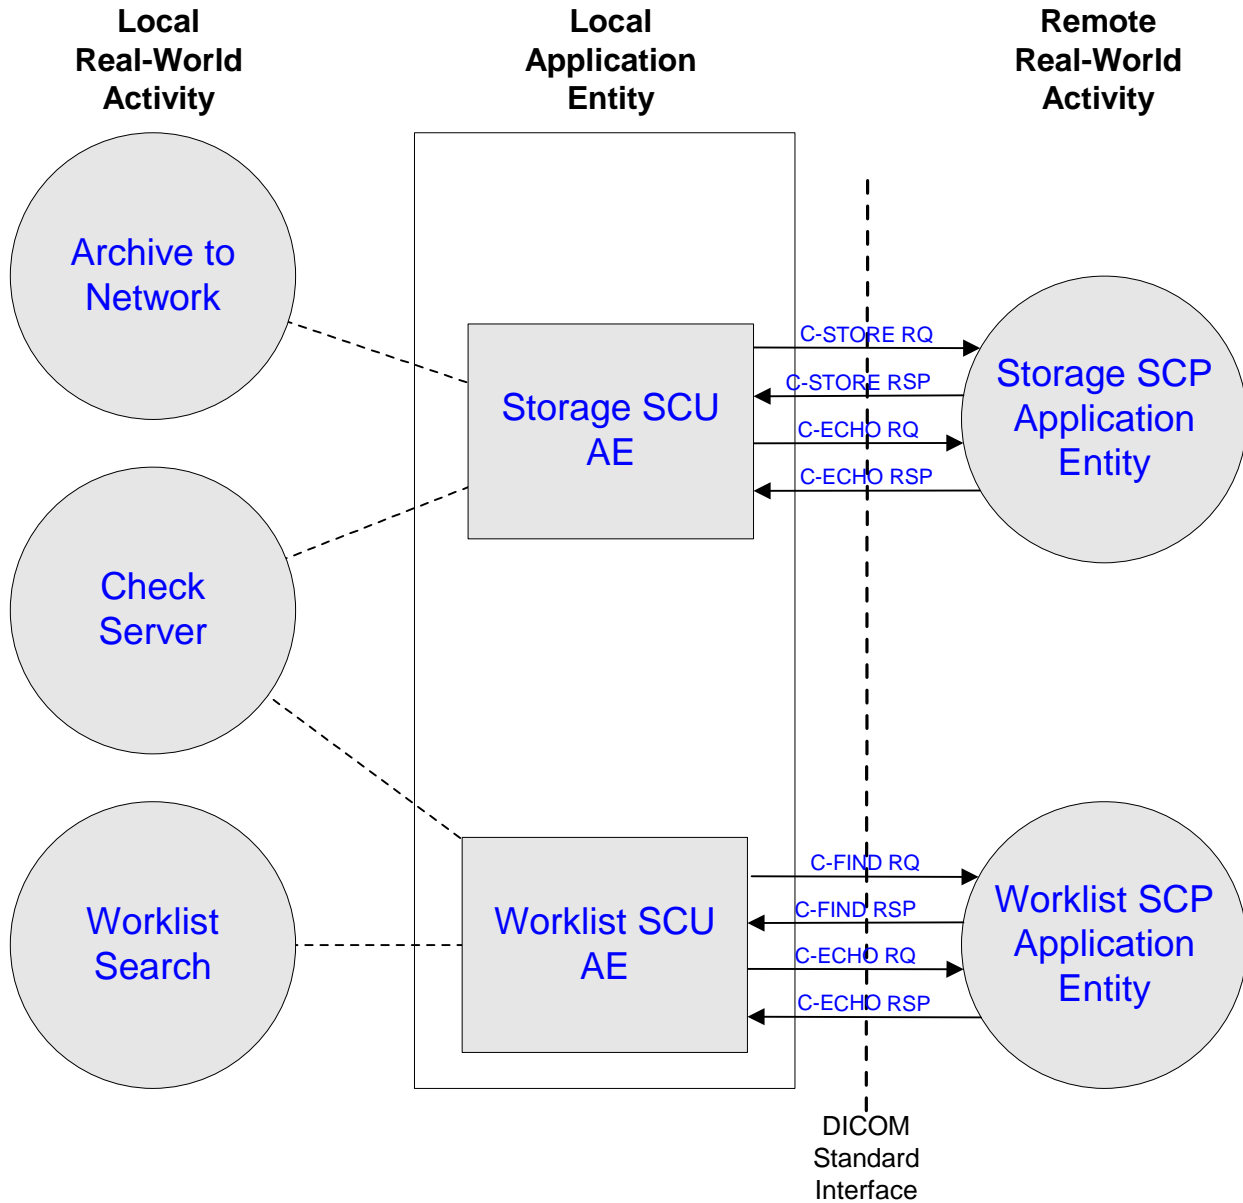 Local
Real-World
Activity
Local
Application
Entity
Remote
Real-World
Activity
Archive to
Network
Check
Server
Worklist
Search
Storage SCU
AE
Worklist SCU
AE
C-STORE RQ
C-STORE RSP
C-ECHO RQ
C-ECHO RSP
C-FIND RQ
C-FIND RSP
C-ECHO RQ
C-ECHO RSP
Storage SCP
Application
Entity
Worklist SCP
Application
Entity
DICOM
Standard
Interface